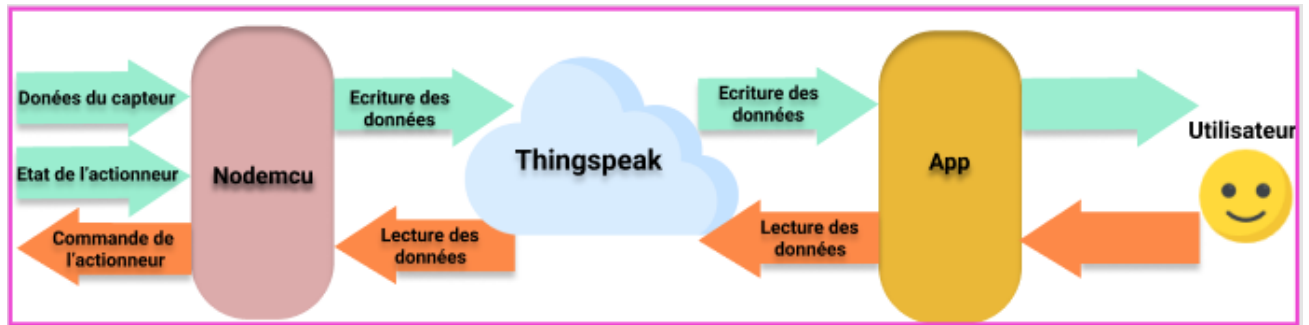 Donées du capteur
Etat de l'actionneur
Commande de
l'actionneur
Nodemcu
Ecriture des
données
Lecture des
données
Thingspeak
Ecriture des
données
Lecture des
données
App
Utilisateur